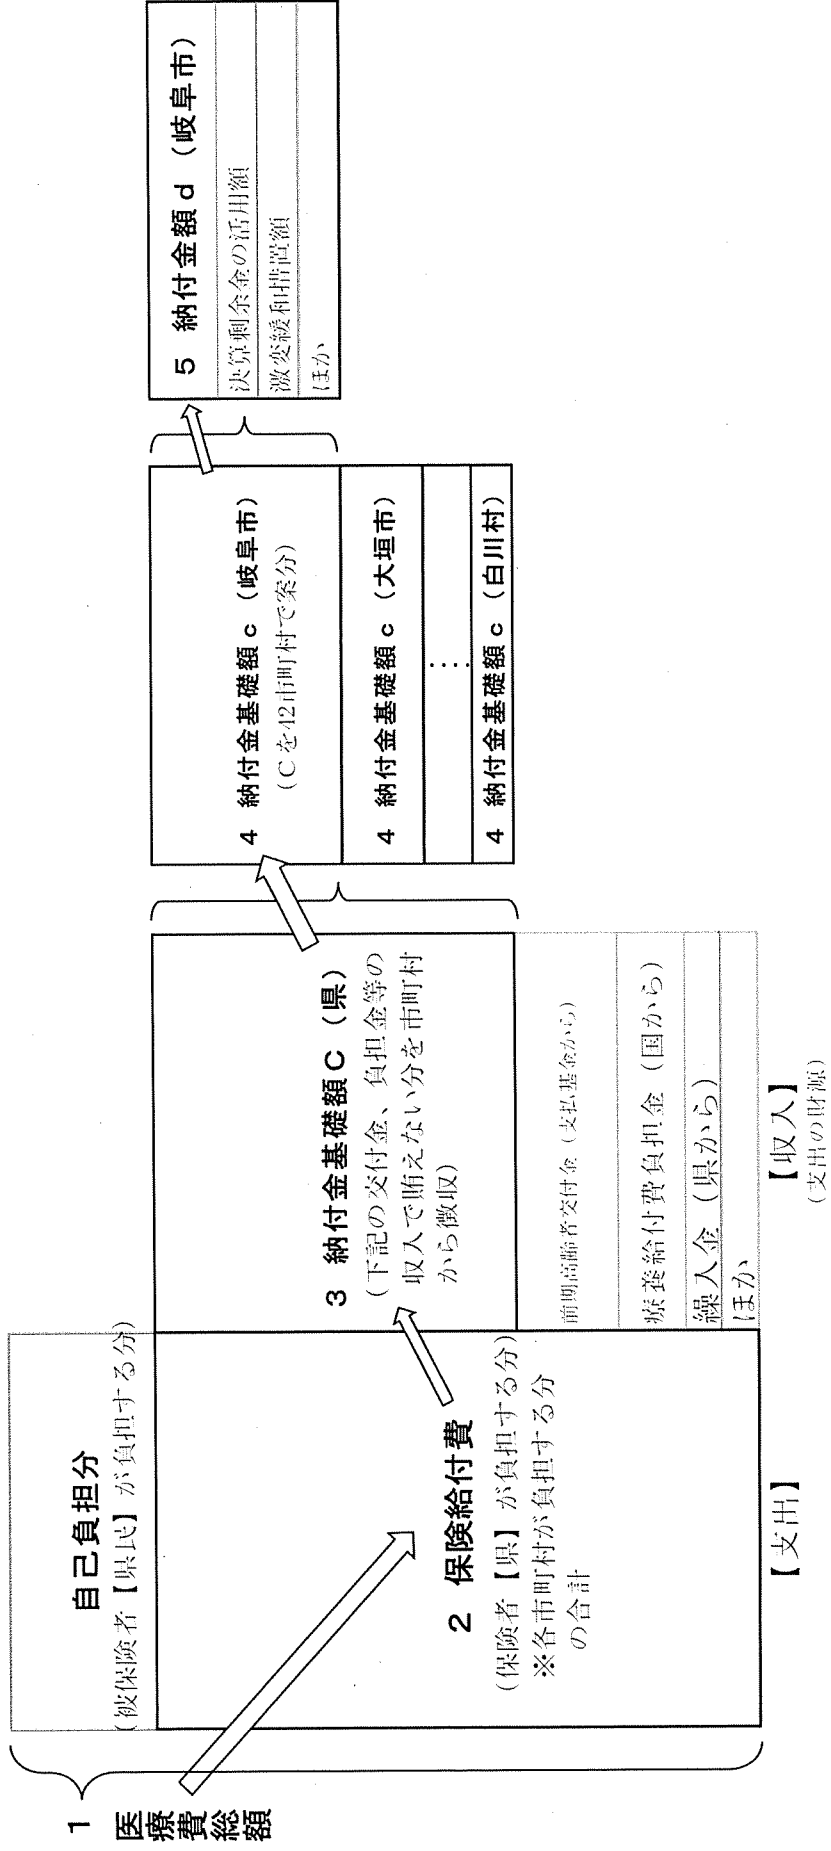 1
医療費総額
自己負担分
(被保険者【県民】が負担する分)
2 保険給付費
(保険者【県】が負担する分)
※各市町村が負担する分
の合計
【支出】
3 納付金基礎額C(県)
(下記の交付金、負担金等の
収入で賄えない分を市町村
から徴収)
前期高齢者交付金(支払基金から)
療養給付費負担金(国から)
繰入金(県から)
ほか
【収入】
(支出の財源)
4 納付金基礎額c(岐阜市)
(Cを42市町村で案分)
4 納付金基礎額c(大垣市)
‥‥
4 納付金基礎額c(白川村)
5 納付金額d(岐阜市)
決算剰余金の活用額
激変緩和措置額
ほか